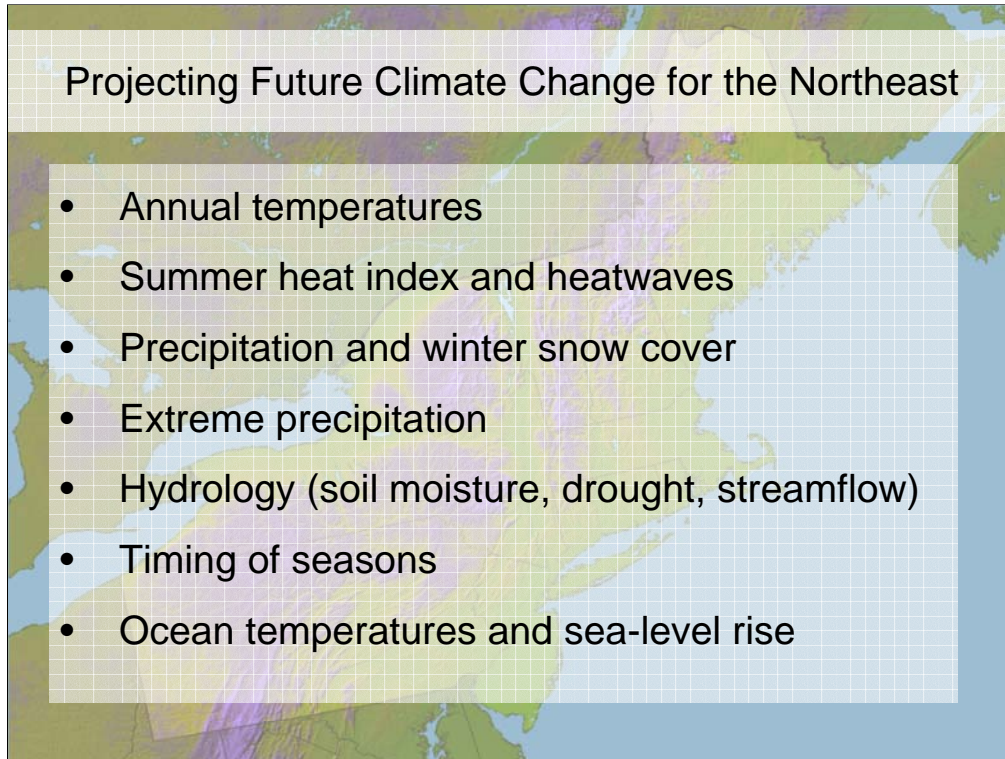 Projecting Future Climate Change for the Northeast
• Annual temperatures
• Summer heat index and heatwaves
• Precipitation and winter snow cover
• Extreme precipitation
• Hydrology (soil moisture, drought, streamflow)
• Timing of seasons
• Ocean temperatures and sea-level rise